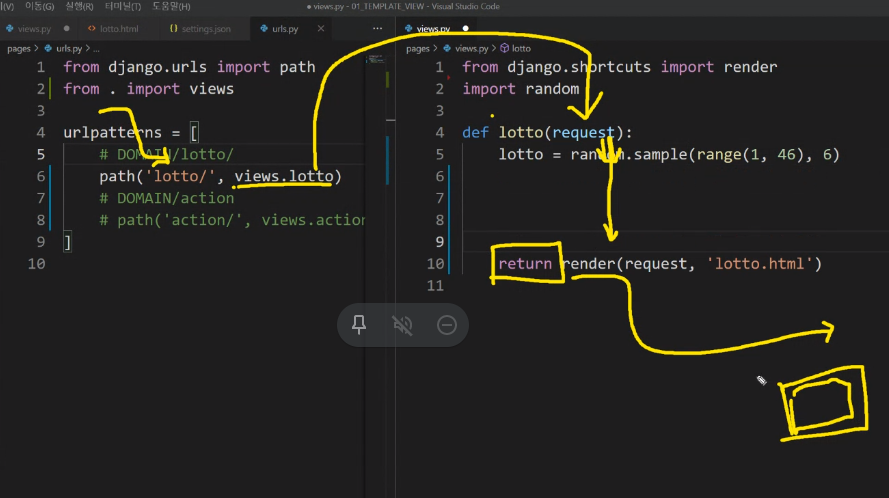 이동(G) 실행(R) 터미널(T) 도움말(H) • views.py - 01_TEMPLATE_VIEW - Visual Studio Code
views.py lotto.html settings.json urls.py
pages > urls.py > ...
1 from django.urls import path
2 from . import views
3
4 urlpatterns = [
5 # DOMAIN/lotto/
6 path('lotto/', views.lotto)
7 # DOMAIN/action
8 # path('action/', views.action
9 ]
10
views.py
pages > views.py > lotto
1 from django.shortcuts import render
2 import random
3
4 def lotto(request):
5 lotto = random.sample(range(1, 46), 6)
6
7
8
9
10 return render(request, 'lotto.html')
11